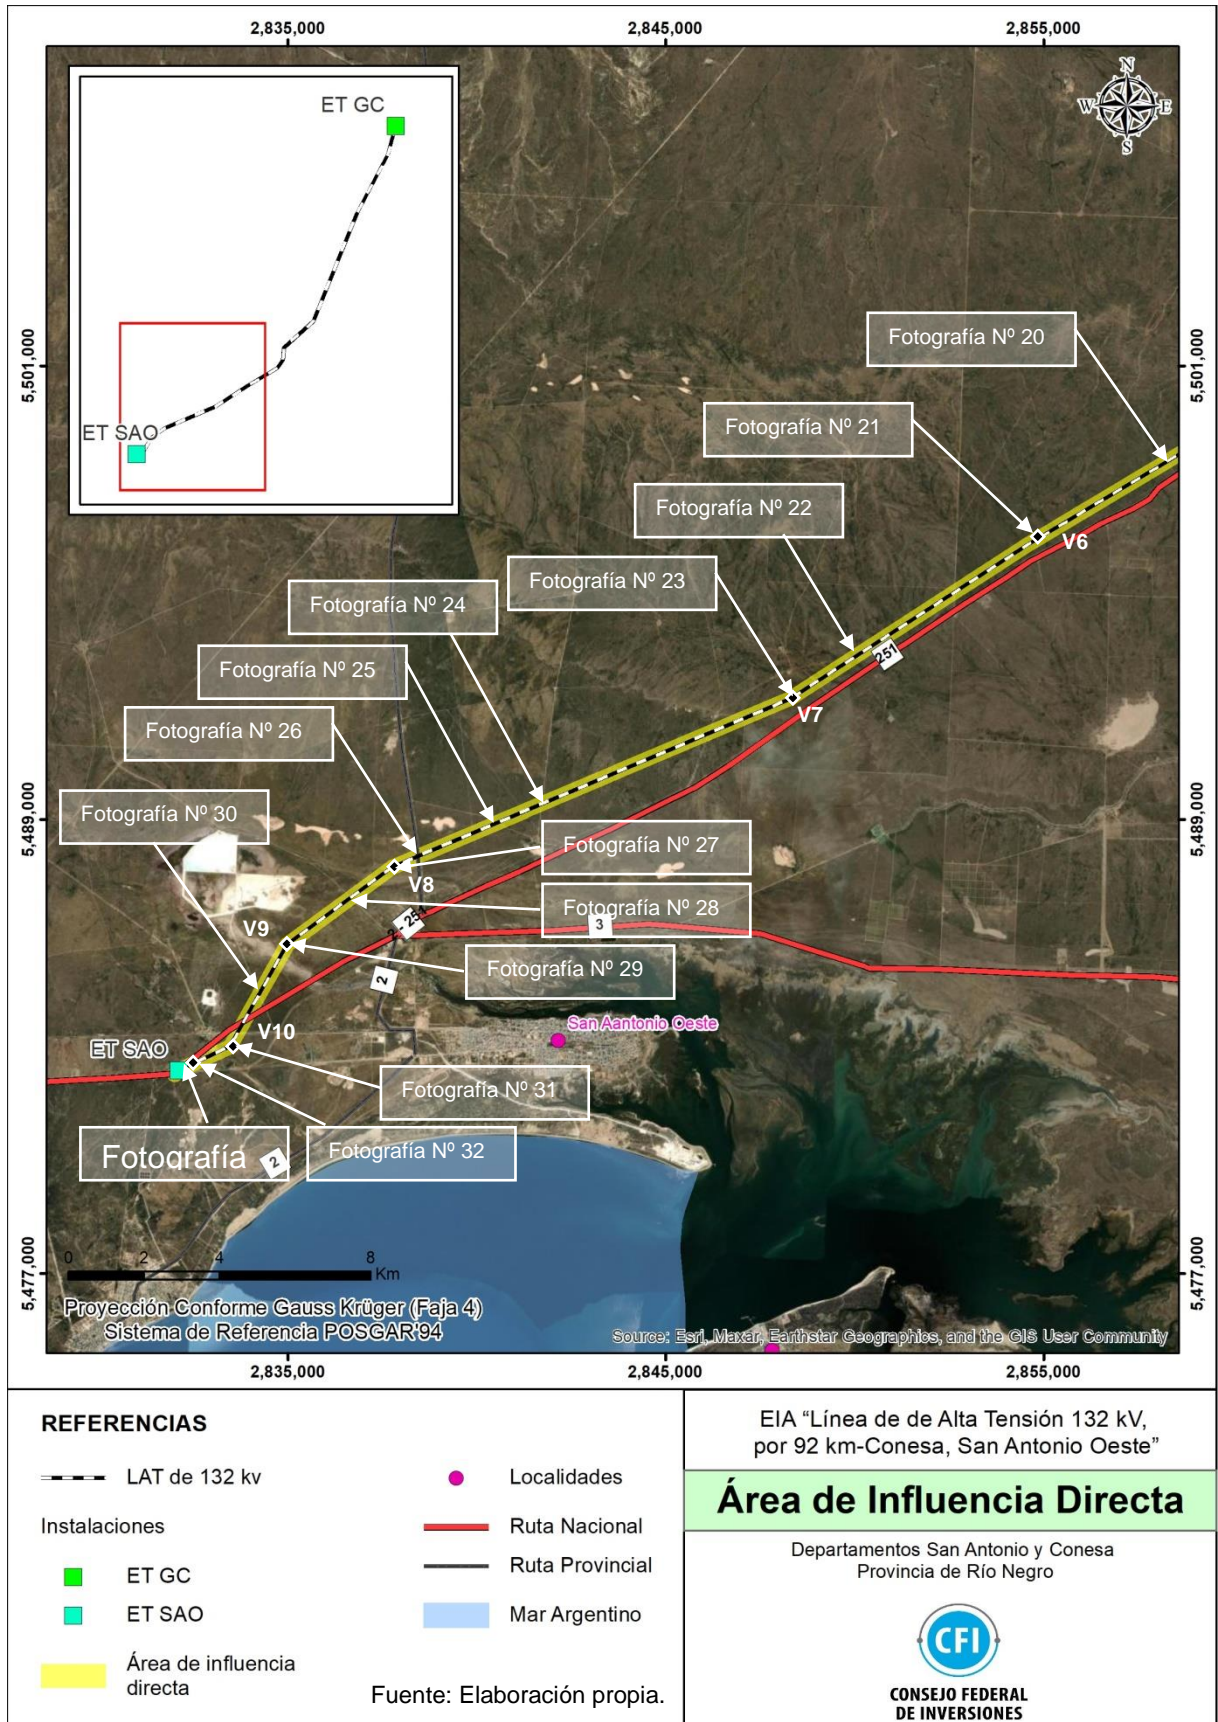 2,835,000
2,845,000
2,855,000
N
W
E
S
ET GC
ET SAO
5,501,000
5,501,000
Fotografía Nº 20
Fotografía Nº 21
Fotografía Nº 22
Fotografía Nº 23
Fotografía Nº 24
Fotografía Nº 25
Fotografía Nº 26
V6
251
V7
5,489,000
5,489,000
Fotografía Nº 30
Fotografía Nº 27
V8
Fotografía Nº 28
2 - 251
3
V9
Fotografía Nº 29
2
San Aantonio Oeste
V10
ET SAO
Fotografía Nº 31
Fotografía
2
Fotografía Nº 32
5,477,000
5,477,000
0 2 4 8
Km
Proyección Conforme Gauss Krüger (Faja 4)
Sistema de Referencia POSGAR'94
Source: Esri, Maxar, Earthstar Geographics, and the GIS User Community
2,835,000
2,845,000
2,855,000
REFERENCIAS
LAT de 132 kv
Instalaciones
ET GC
ET SAO
Área de influencia
directa
Localidades
Ruta Nacional
Ruta Provincial
Mar Argentino
Fuente: Elaboración propia.
EIA “Línea de de Alta Tensión 132 kV,
por 92 km-Conesa, San Antonio Oeste”
Área de Influencia Directa
Departamentos San Antonio y Conesa
Provincia de Río Negro
CFI
CONSEJO FEDERAL
DE INVERSIONES